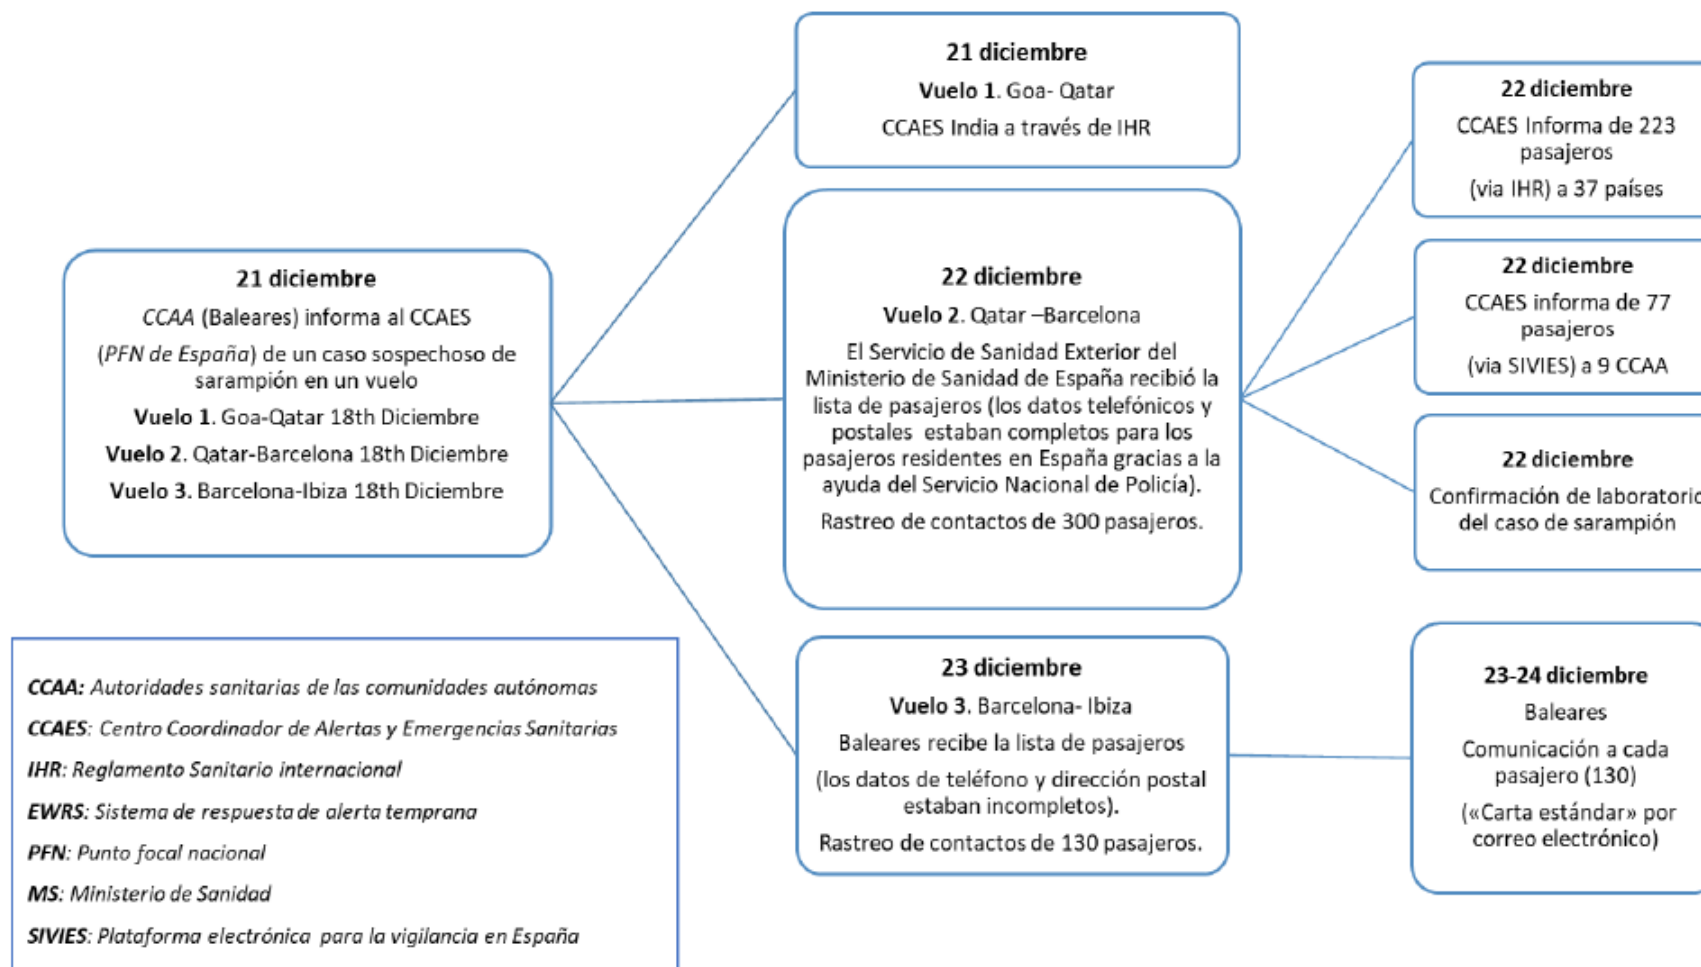 21 diciembre
CCAA (Baleares) informa al CCAES
(PFN de España) de un caso sospechoso de
sarampión en un vuelo
Vuelo 1. Goa-Qatar 18th Diciembre
Vuelo 2. Qatar-Barcelona 18th Diciembre
Vuelo 3. Barcelona-Ibiza 18th Diciembre
21 diciembre
Vuelo 1. Goa- Qatar
CCAES India a través de IHR
22 diciembre
Vuelo 2. Qatar –Barcelona
El Servicio de Sanidad Exterior del
Ministerio de Sanidad de España recibió la
lista de pasajeros (los datos telefónicos y
postales estaban completos para los
pasajeros residentes en España gracias a la
ayuda del Servicio Nacional de Policía).
Rastreo de contactos de 300 pasajeros.
23 diciembre
Vuelo 3. Barcelona- Ibiza
Baleares recibe la lista de pasajeros
(los datos de teléfono y dirección postal
estaban incompletos).
Rastreo de contactos de 130 pasajeros.
22 diciembre
CCAES Informa de 223
pasajeros
(via IHR) a 37 países
22 diciembre
CCAES informa de 77
pasajeros
(via SIVIES) a 9 CCAA
22 diciembre
Confirmación de laboratorio
del caso de sarampión
23-24 diciembre
Baleares
Comunicación a cada
pasajero (130)
(«Carta estándar» por
correo electrónico)
CCAA: Autoridades sanitarias de las comunidades autónomas
CCAES: Centro Coordinador de Alertas y Emergencias Sanitarias
IHR: Reglamento Sanitario internacional
EWRS: Sistema de respuesta de alerta temprana
PFN: Punto focal nacional
MS: Ministerio de Sanidad
SIVIES: Plataforma electrónica para la vigilancia en España